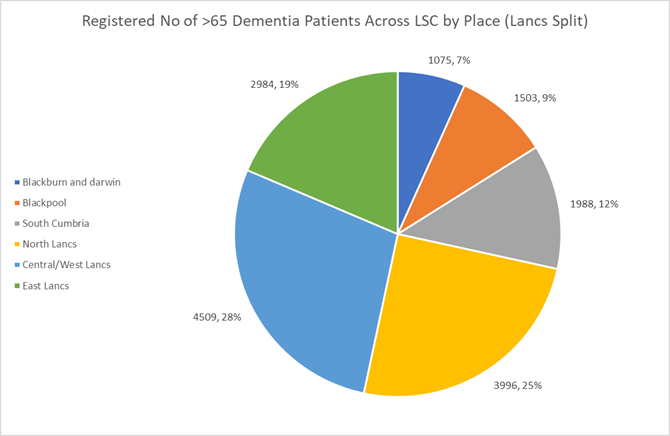 Registered No of >65 Dementia Patients Across LSC by Place (Lancs Split)
1075, 7%
2984, 19%
1503, 9%
Blackburn and darwin
Blackpool
South Cumbria
North Lancs
Central/West Lancs
East Lancs
1988, 12%
4509, 28%
3996, 25%